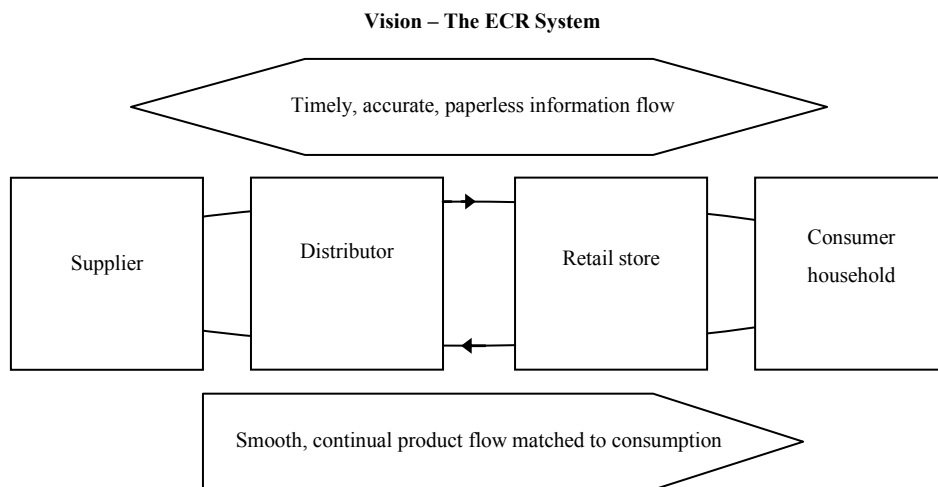 Vision – The ECR System
Timely, accurate, paperless information flow
Supplier
Distributor
Retail store
Consumer
household
Smooth, continual product flow matched to consumption